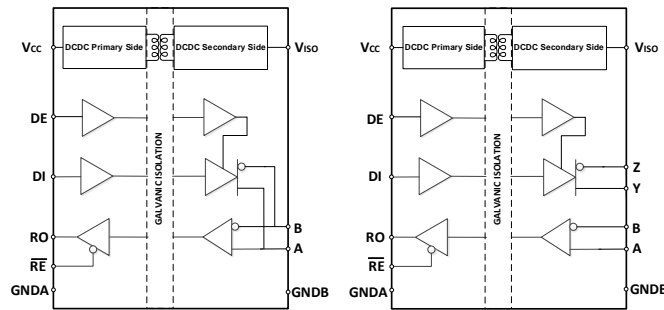 VCC
DCDC Primary Side
DCDC Secondary Side
VISO
DE
DI
GALVANIC ISOLATION
RO
B
A
RE
GNDA
GNDB
VCC
DCDC Primary Side
DCDC Secondary Side
VISO
DE
DI
GALVANIC ISOLATION
Z
Y
RO
B
A
RE
GNDA
GNDB